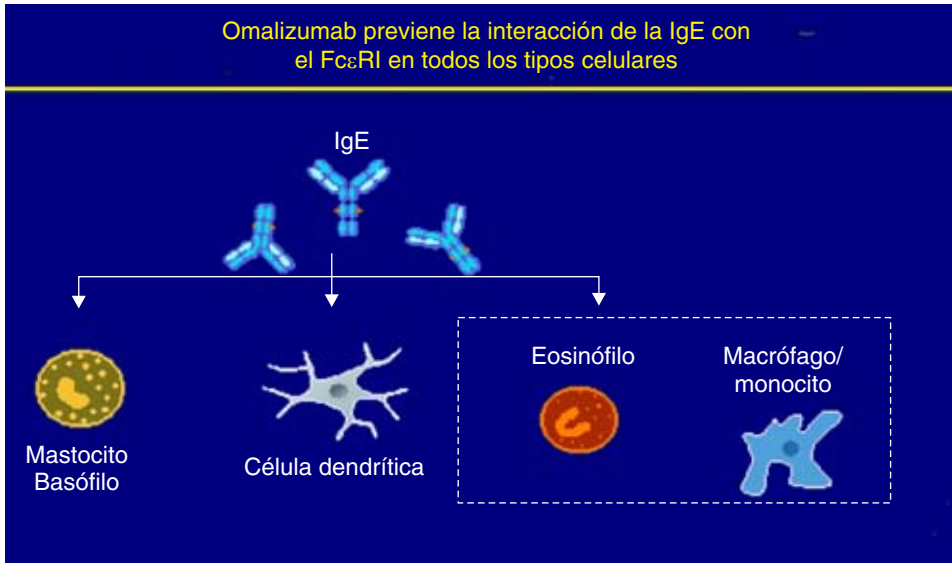 Omalizumab previene la interacción de la IgE con
el FcεRI en todos los tipos celulares
IgE
Mastocito
Basófilo
Célula dendrítica
Eosinófilo
Macrófago/
monocito